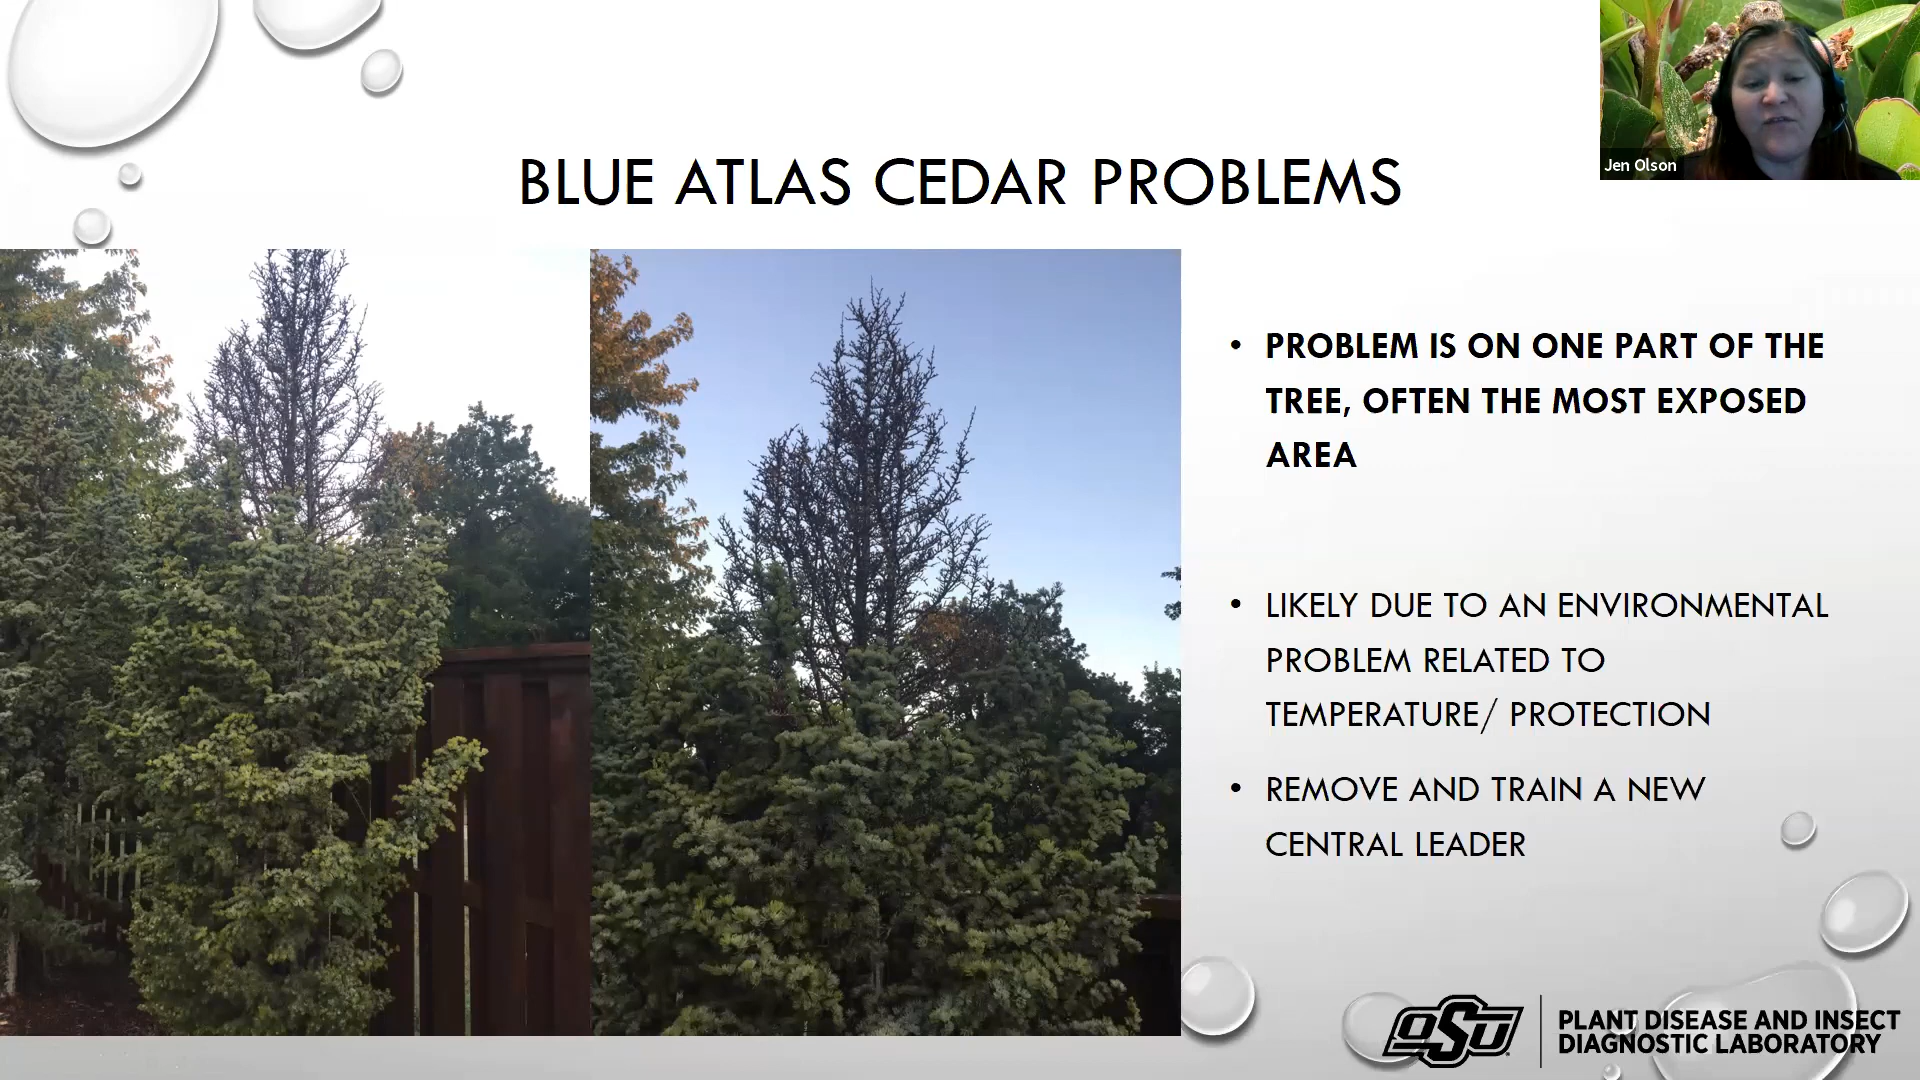 Jen Olson
BLUE ATLAS CEDAR PROBLEMS
• PROBLEM IS ON ONE PART OF THE
TREE, OFTEN THE MOST EXPOSED
AREA
• LIKELY DUE TO AN ENVIRONMENTAL
PROBLEM RELATED TO
TEMPERATURE/ PROTECTION
• REMOVE AND TRAIN A NEW
CENTRAL LEADER
OSU
PLANT DISEASE AND INSECT
DIAGNOSTIC LABORATORY